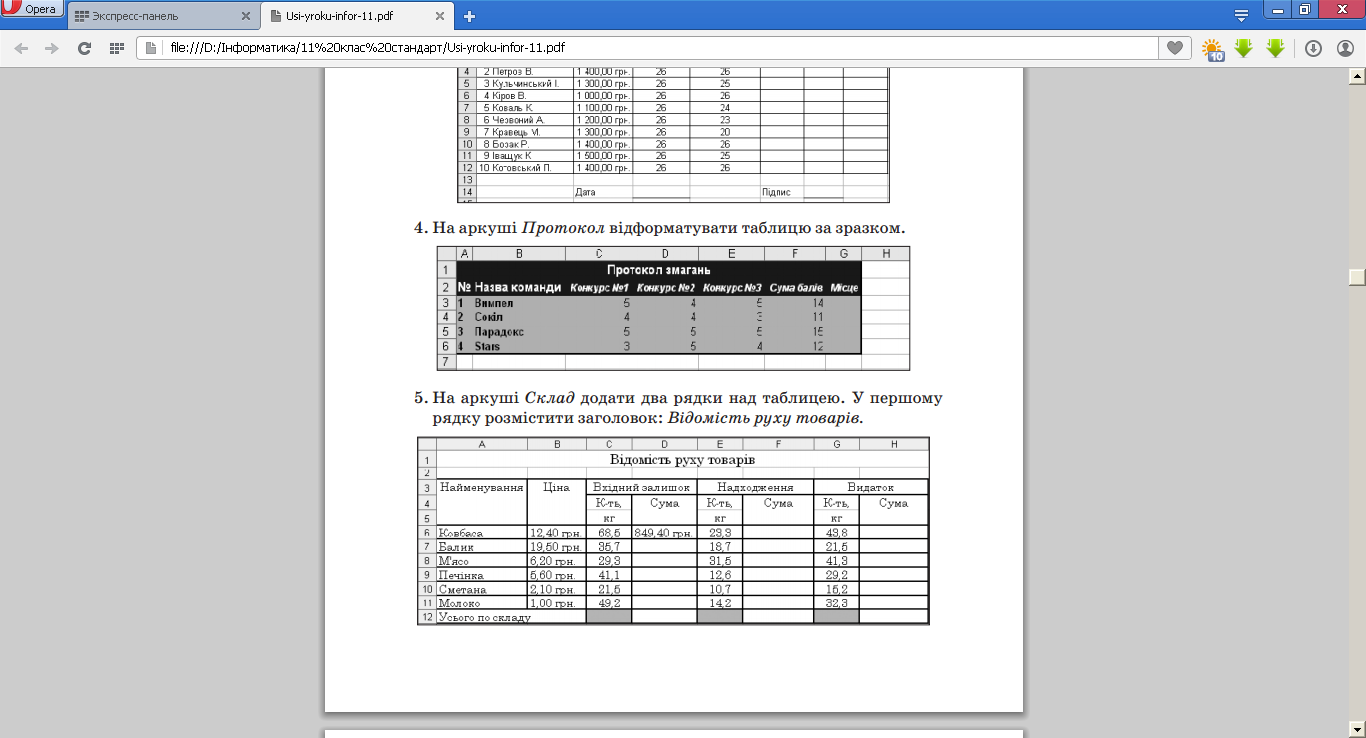 Opera
Экспресс-панель
Usi-yroku-infor-11.pdf
file:///D:/Інформатика/11%20клас%20стандарт/Usi-yroku-infor-11.pdf
10
4 2 Петров В. 1 400,00 грн. 26 26
5 3 Кульчинський І. 1 300,00 грн. 26 25
6 4 Кіров В. 1 000,00 грн. 26 26
7 5 Коваль К. 1 100,00 грн. 26 24
8 6 Червоний А. 1 200,00 грн. 26 23
9 7 Кравець М. 1 300,00 грн. 26 20
10 8 Бозак Р. 1 400,00 грн. 26 26
11 9 Іващук К 1 500,00 грн. 26 25
12 10 Котовський П. 1 400,00 грн. 26 26
13
14 Дата Підпис
4. На аркуші Протокол відформатувати таблицю за зразком.
A B C D E F G H
1 Протокол змагань
2 № Назва команди Конкурс №1 Конкурс №2 Конкурс №3 Сума балів Місце
3 1 Вимпел 5 4 5 14
4 2 Сокіл 4 4 3 11
5 3 Парадокс 5 5 5 15
6 4 Stars 3 5 4 12
7
5. На аркуші Склад додати два рядки над таблицею. У першому
рядку розмістити заголовок: Відомість руху товарів.
A B C D E F G H
1 Відомість руху товарів
2
3 Найменування Ціна Вхідний залишок Надходження Видаток
4 К-ть, Сума К-ть, Сума К-ть, Сума
5 кг кг кг
6 Ковбаса 12,40 грн. 68,5 849,40 грн. 23,3 43,8
7 Балик 19,50 грн. 35,7 18,7 21,5
8 М'ясо 6,20 грн. 29,3 31,5 41,3
9 Печінка 5,60 грн. 41,1 12,6 29,2
10 Сметана 2,10 грн. 21,5 10,7 15,2
11 Молоко 1,00 грн. 49,2 14,2 32,3
12 Усього по складу